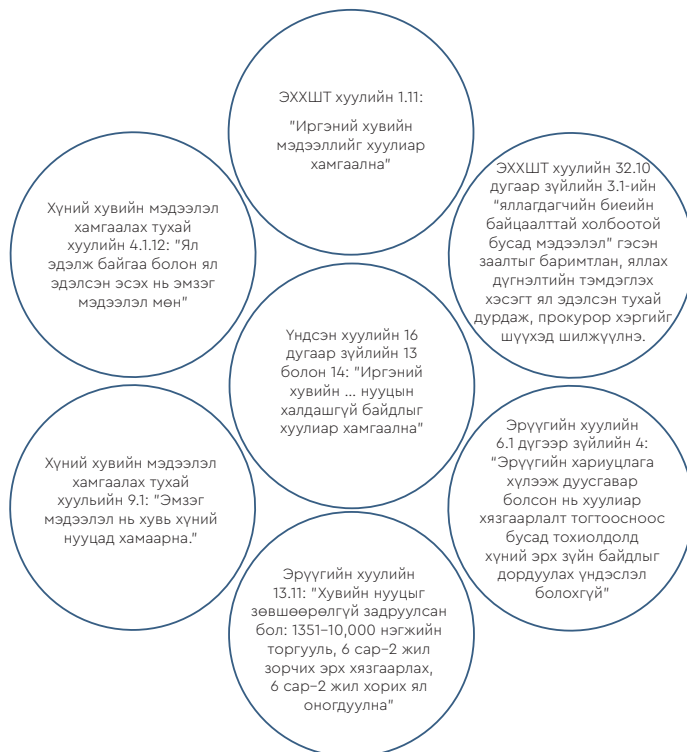 ЭХХШТ хуулийн 1.11:
"Иргэний хувийн
мэдээллийг хуулиар
хамгаална"
Хүний хувийн мэдээлэл
хамгаалах тухай
хуулийн 4.1.12: "Ял
эдэлж байгаа болон ял
эдэлсэн эсэх нь эмзэг
мэдээлэл мөн"
ЭХХШТ хуулийн 32.10
дугаар зүйлийн 3.1-ийн
"яллагдагчийн биеийн
байцаалттай холбоотой
бусад мэдээлэл" гэсэн
заалтыг баримтлан, яллах
дүгнэлтийн тэмдэглэх
хэсэгт ял эдэлсэн тухай
дурдаж, прокурор хэргийг
шүүхэд шилжүүлнэ.
Үндсэн хуулийн 16
дугаар зүйлийн 13
болон 14: "Иргэний
хувийн ... нууцын
халдашгүй байдлыг
хуулиар хамгаална"
Хүний хувийн мэдээлэл
хамгаалах тухай
хуульийн 9.1: "Эмзэг
мэдээлэл нь хувь хүний
нууцад хамаарна."
Эрүүгийн хуулийн
6.1 дүгээр зүйлийн 4:
"Эрүүгийн хариуцлага
хүлээж дуусгавар
болсон нь хуулиар
хязгаарлалт тогтоосноос
бусад тохиолдолд
хүний эрх зүйн байдлыг
дордуулах үндэслэл
болохгүй"
Эрүүгийн хуулийн
13.11: "Хувийн нууцыг
зөвшөөрөлгүй задруулсан
бол: 1351-10,000 нэгжийн
торгууль, 6 сар-2 жил
зорчих эрх хязгаарлах,
6 сар-2 жил хорих ял
оногдуулна"